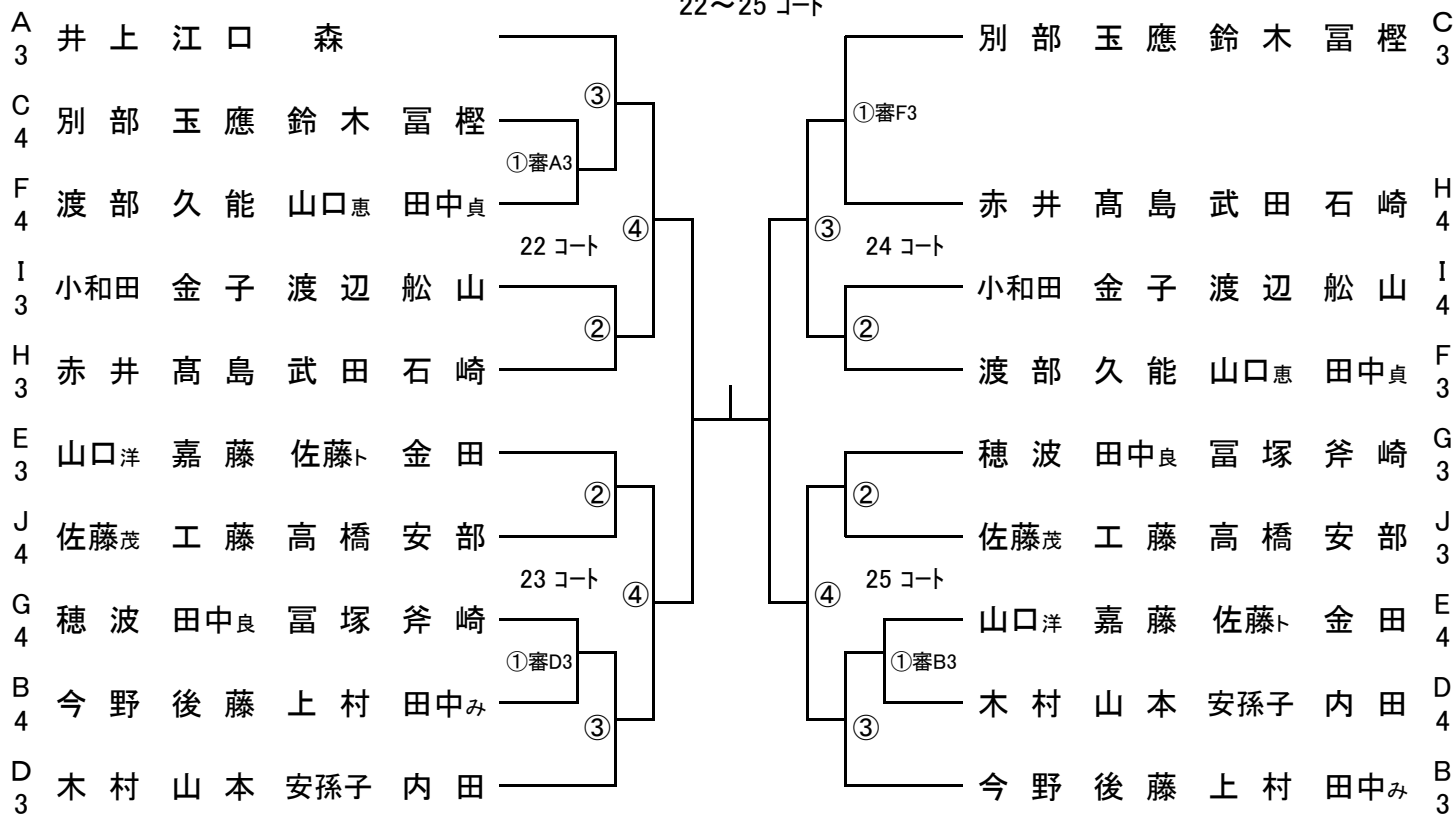 22～25 コート
A 3 井上 江口 森
C 4 別部 玉應 鈴木 冨樫
F 4 渡部 久能 山口恵 田中貞
I 3 小和田 金子 渡辺 舩山
H 3 赤井 髙島 武田 石崎
E 3 山口洋 嘉藤 佐藤ト 金田
J 4 佐藤茂 工藤 高橋 安部
G 4 穂波 田中良 冨塚 斧崎
B 4 今野 後藤 上村 田中み
D 3 木村 山本 安孫子 内田
③
①審A3
④
22 コート
②
②
23 コート
④
①審D3
③
別部 玉應 鈴木 冨樫 C 3
赤井 髙島 武田 石崎 H 4
小和田 金子 渡辺 舩山 I 4
渡部 久能 山口恵 田中貞 F 3
穂波 田中良 冨塚 斧崎 G 3
佐藤茂 工藤 高橋 安部 J 3
山口洋 嘉藤 佐藤ト 金田 E 4
木村 山本 安孫子 内田 D 4
今野 後藤 上村 田中み B 3
①審F3
③
24 コート
②
②
25 コート
④
①審B3
③